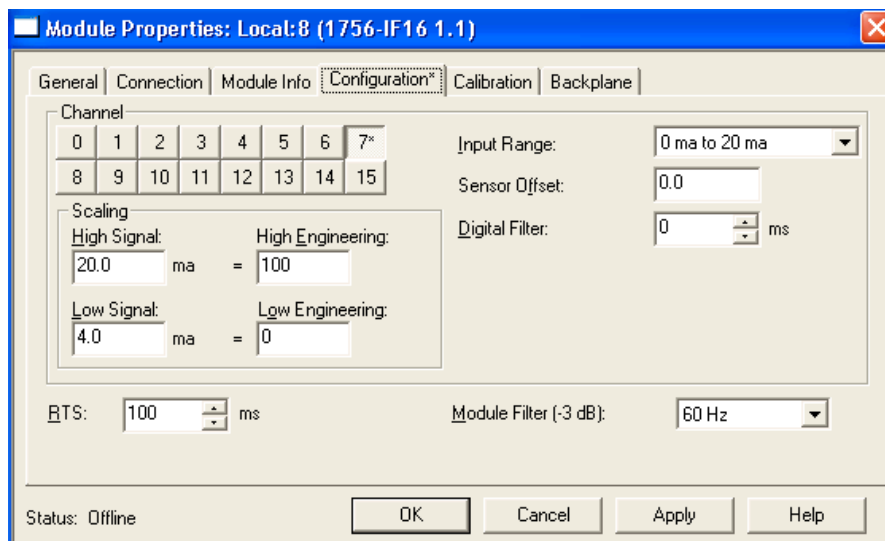 Module Properties: Local:8 (1756-IF16 1.1)
General Connection Module Info Configuration* Calibration Backplane
Channel
0 1 2 3 4 5 6 7*
8 9 10 11 12 13 14 15
Input Range: 0 ma to 20 ma
Sensor Offset: 0.0
Digital Filter: 0 ms
Scaling
High Signal: High Engineering:
20.0 ma = 100
Low Signal: Low Engineering:
4.0 ma = 0
RTS: 100 ms Module Filter (-3 dB): 60 Hz
Status: Offline OK Cancel Apply Help